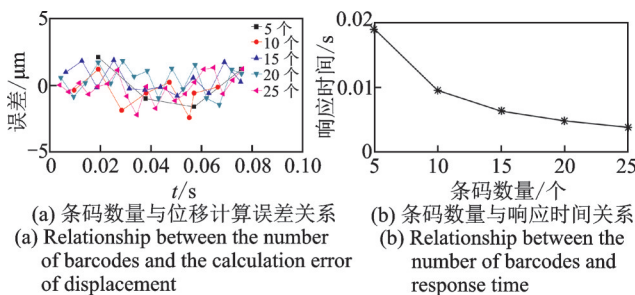 5
0
−5
误差/μm
0 0.02 0.04 0.06 0.08 0.10
t/s
5 个
10 个
15 个
20 个
25 个
(a) 条码数量与位移计算误差关系
(a) Relationship between the number
of barcodes and the calculation error
of displacement
0.02
0.01
0
响应时间/s
5 10 15 20 25
条码数量/个
(b) 条码数量与响应时间关系
(b) Relationship between the
number of barcodes and
response time